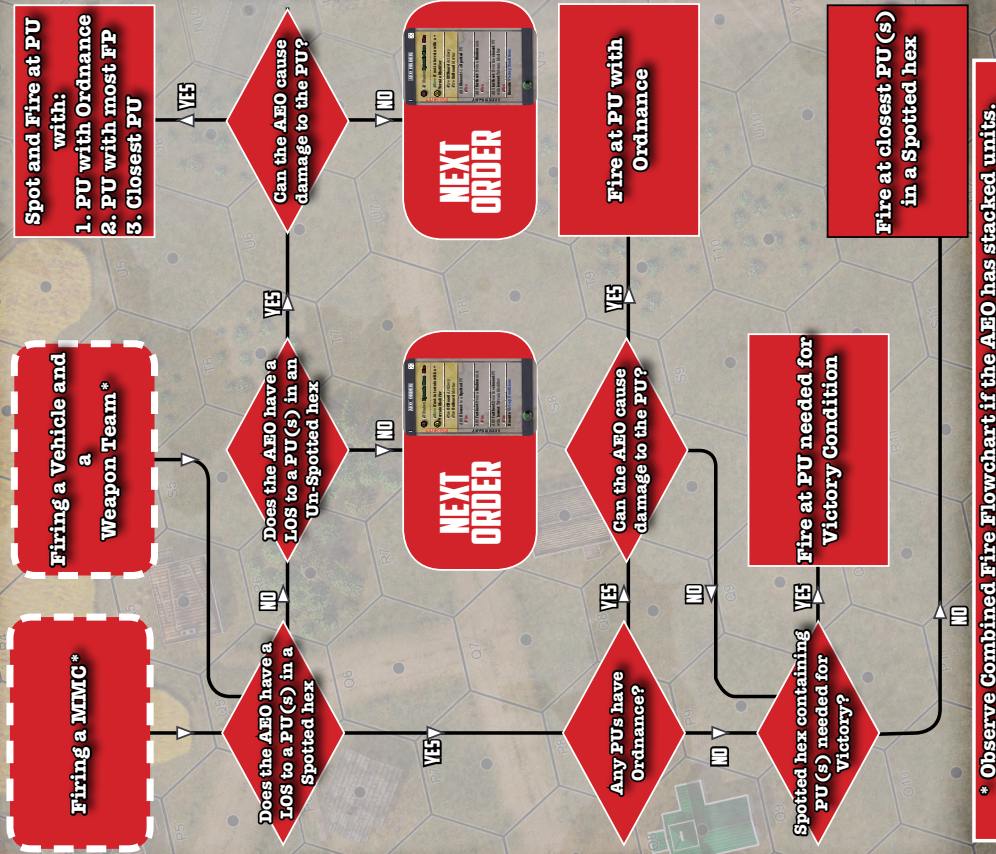 Firing a MMC*
Firing a Vehicle and
a
Weapon Team*
Spot and Fire at PU
with:
1. PU with Ordnance
2. PU with most FP
3. Closest PU
Does the AEO have a
LOS to a PU(s) in a
Spotted hex
NO
Does the AEO have a
LOS to a PU(s) in an
Un-Spotted hex
YES
Can the AEO cause
damage to the PU?
YES
NO
NEXT
ORDER
NO
NEXT
ORDER
YES
Any PUs have
Ordnance?
YES
Can the AEO cause
damage to the PU?
YES
Fire at PU with
Ordnance
NO
NO
Spotted hex containing
PU(s) needed for
Victory?
YES
Fire at PU needed for
Victory Condition
NO
Fire at closest PU(s)
in a Spotted hex
* Observe Combined Fire Flowchart if the AEO has stacked units.